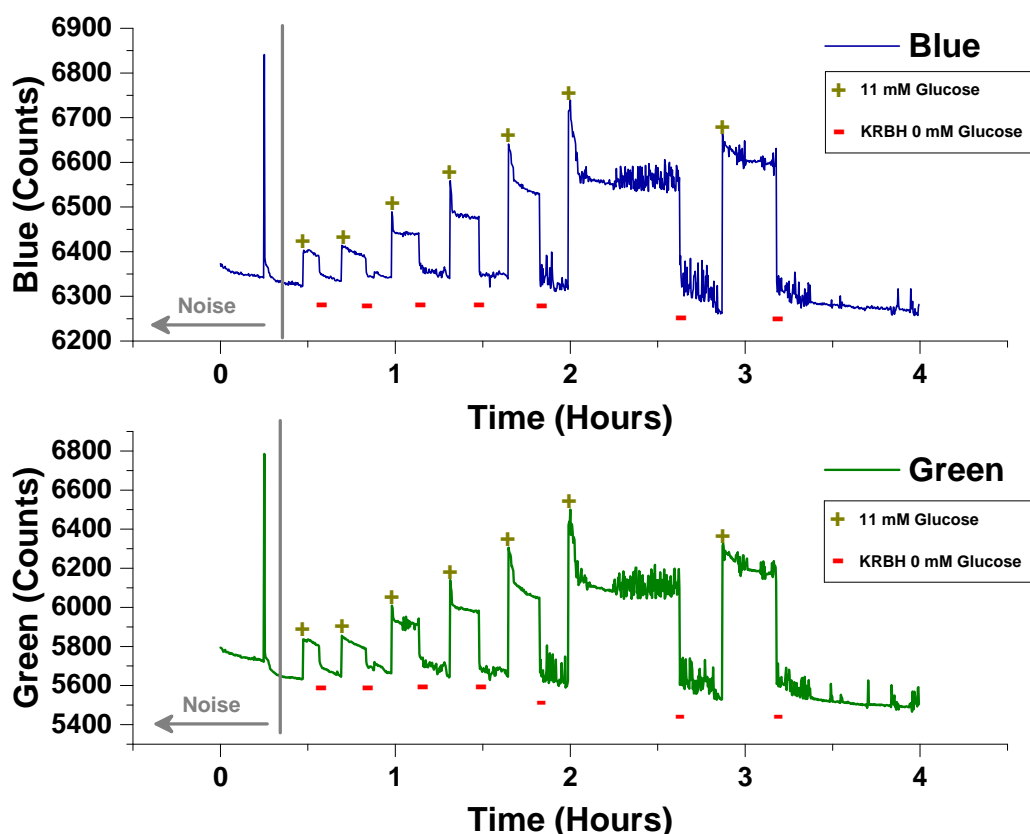 6900
6800
6700
6600
6500
6400
6300
6200
Blue (Counts)
Blue
11 mM Glucose
KRBH 0 mM Glucose
Noise
0 1 2 3 4
Time (Hours)
6800
6600
6400
6200
6000
5800
5600
5400
Green (Counts)
Green
11 mM Glucose
KRBH 0 mM Glucose
Noise
0 1 2 3 4
Time (Hours)